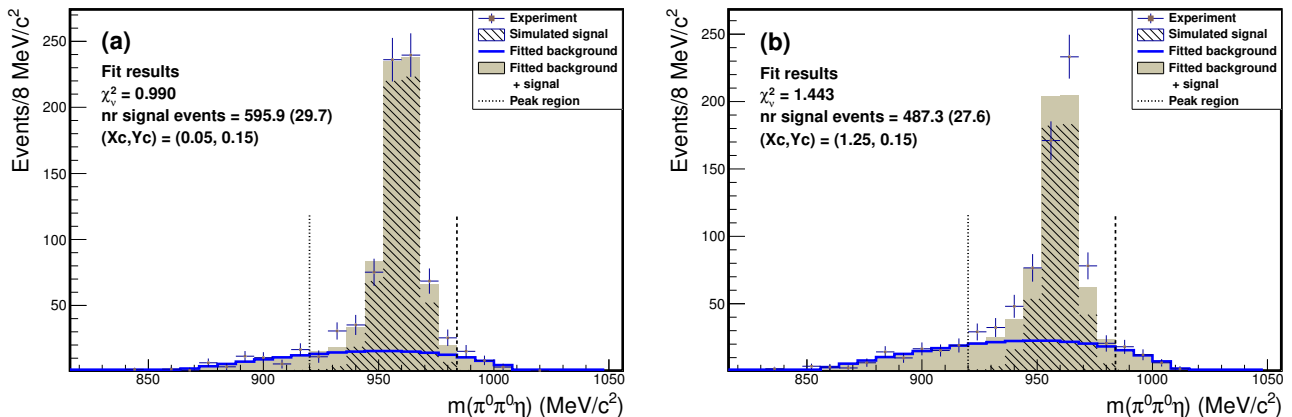 (a)
Fit results
χ²ᵥ = 0.990
nr signal events = 595.9 (29.7)
(Xc,Yc) = (0.05, 0.15)
Experiment
Simulated signal
Fitted background
Fitted background
+ signal
Peak region
Events/8 MeV/c²
250
200
150
100
50
850
900
950
1000
1050
m(π⁰π⁰η) (MeV/c²)
(b)
Fit results
χ²ᵥ = 1.443
nr signal events = 487.3 (27.6)
(Xc,Yc) = (1.25, 0.15)
Experiment
Simulated signal
Fitted background
Fitted background
+ signal
Peak region
Events/8 MeV/c²
250
200
150
100
50
850
900
950
1000
1050
m(π⁰π⁰η) (MeV/c²)